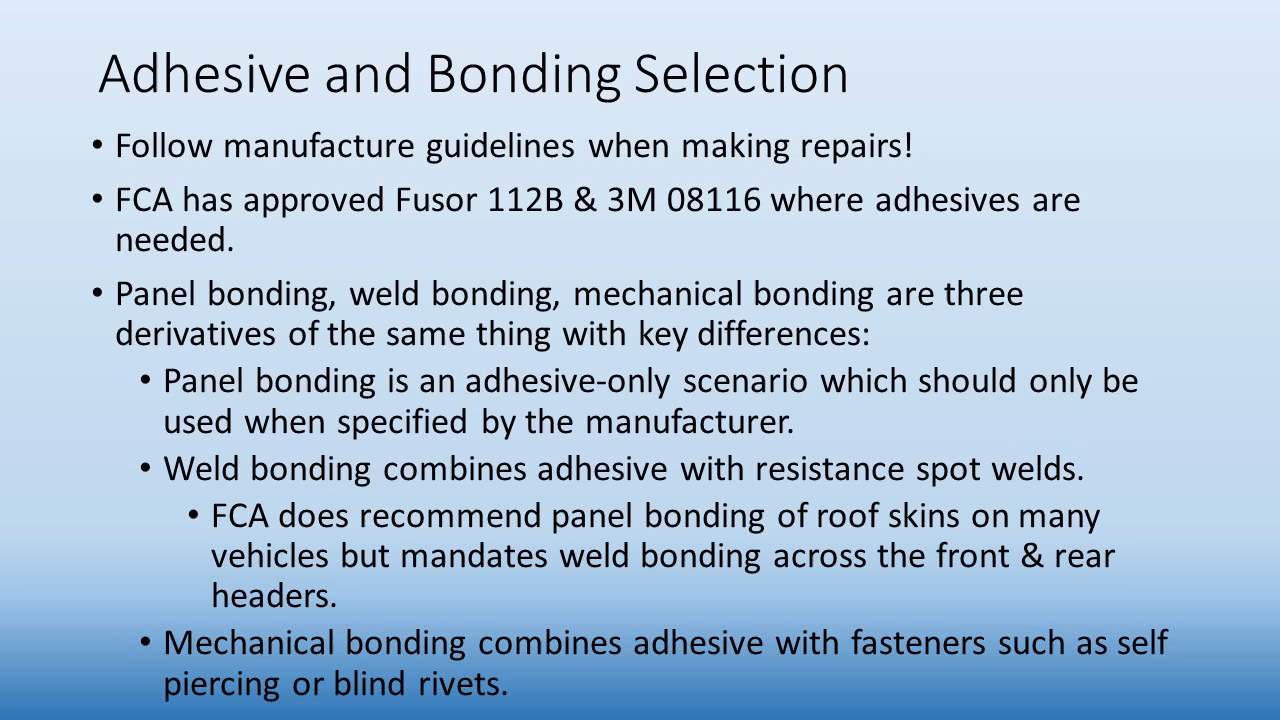 Adhesive and Bonding Selection
• Follow manufacture guidelines when making repairs!
• FCA has approved Fusor 112B & 3M 08116 where adhesives are
needed.
• Panel bonding, weld bonding, mechanical bonding are three
derivatives of the same thing with key differences:
• Panel bonding is an adhesive-only scenario which should only be
used when specified by the manufacturer.
• Weld bonding combines adhesive with resistance spot welds.
• FCA does recommend panel bonding of roof skins on many
vehicles but mandates weld bonding across the front & rear
headers.
• Mechanical bonding combines adhesive with fasteners such as self
piercing or blind rivets.